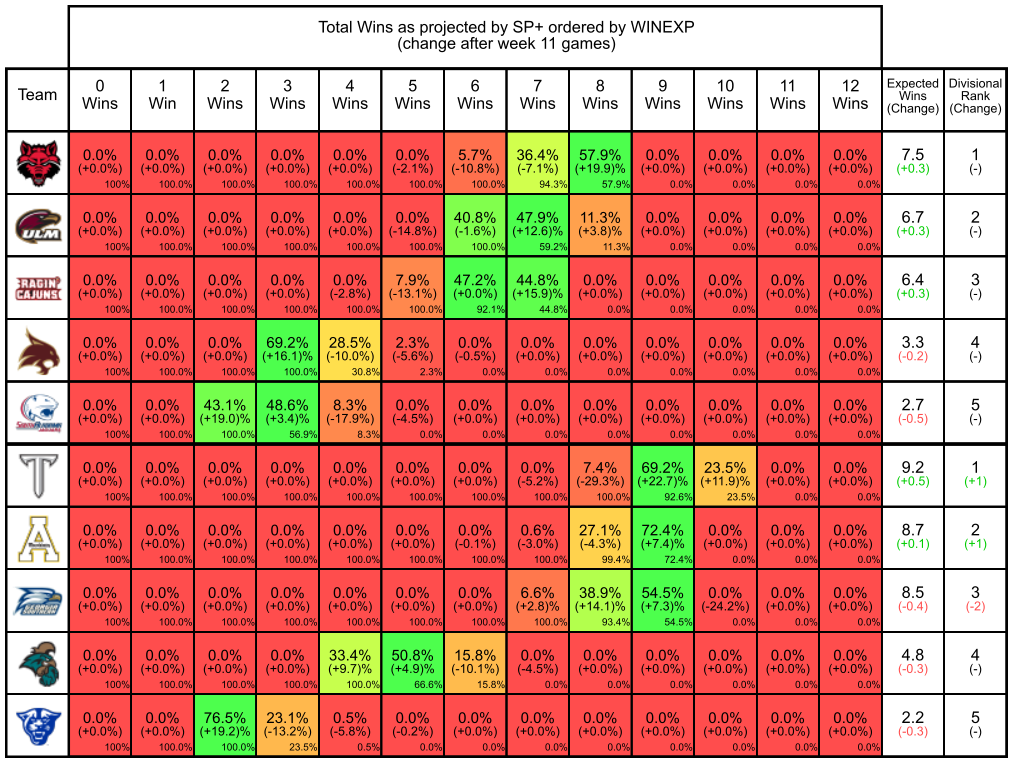 Total Wins as projected by SP+ ordered by WINEXP
(change after week 11 games)
Team
0 Wins
1 Win
2 Wins
3 Wins
4 Wins
5 Wins
6 Wins
7 Wins
8 Wins
9 Wins
10 Wins
11 Wins
12 Wins
Expected Wins (Change)
Divisional Rank (Change)
0.0% 0.0% 0.0% 0.0% 0.0% 0.0% 5.7% 36.4% 57.9% 0.0% 0.0% 0.0% 0.0% 7.5 1
(+0.0%) (+0.0%) (+0.0%) (+0.0%) (+0.0%) (-2.1%) (-10.8%) (-7.1%) (+19.9)% (+0.0%) (+0.0%) (+0.0%) (+0.0%) (+0.3) (-)
100% 100.0% 100.0% 100.0% 100.0% 100.0% 100.0% 94.3% 57.9% 0.0% 0.0% 0.0% 0.0%
ULM
0.0% 0.0% 0.0% 0.0% 0.0% 0.0% 40.8% 47.9% 11.3% 0.0% 0.0% 0.0% 0.0% 6.7 2
(+0.0%) (+0.0%) (+0.0%) (+0.0%) (+0.0%) (-14.8%) (-1.6%) (+12.6)% (+3.8)% (+0.0%) (+0.0%) (+0.0%) (+0.0%) (+0.3) (-)
100% 100.0% 100.0% 100.0% 100.0% 100.0% 100.0% 59.2% 11.3% 0.0% 0.0% 0.0% 0.0%
RAGIN' CAJUNS
0.0% 0.0% 0.0% 0.0% 0.0% 7.9% 47.2% 44.8% 0.0% 0.0% 0.0% 0.0% 0.0% 6.4 3
(+0.0%) (+0.0%) (+0.0%) (+0.0%) (-2.8%) (-13.1%) (+0.0%) (+15.9)% (+0.0%) (+0.0%) (+0.0%) (+0.0%) (+0.0%) (+0.3) (-)
100% 100.0% 100.0% 100.0% 100.0% 100.0% 92.1% 44.8% 0.0% 0.0% 0.0% 0.0% 0.0%
0.0% 0.0% 0.0% 69.2% 28.5% 2.3% 0.0% 0.0% 0.0% 0.0% 0.0% 0.0% 0.0% 3.3 4
(+0.0%) (+0.0%) (+0.0%) (+16.1)% (-10.0%) (-5.6%) (-0.5%) (+0.0%) (+0.0%) (+0.0%) (+0.0%) (+0.0%) (+0.0%) (-0.2) (-)
100% 100.0% 100.0% 100.0% 30.8% 2.3% 0.0% 0.0% 0.0% 0.0% 0.0% 0.0% 0.0%
0.0% 0.0% 43.1% 48.6% 8.3% 0.0% 0.0% 0.0% 0.0% 0.0% 0.0% 0.0% 0.0% 2.7 5
(+0.0%) (+0.0%) (+19.0)% (+3.4)% (-17.9%) (-4.5%) (+0.0%) (+0.0%) (+0.0%) (+0.0%) (+0.0%) (+0.0%) (+0.0%) (-0.5) (-)
100% 100.0% 100.0% 56.9% 8.3% 0.0% 0.0% 0.0% 0.0% 0.0% 0.0% 0.0% 0.0%
T
0.0% 0.0% 0.0% 0.0% 0.0% 0.0% 0.0% 0.0% 7.4% 69.2% 23.5% 0.0% 0.0% 9.2 1
(+0.0%) (+0.0%) (+0.0%) (+0.0%) (+0.0%) (+0.0%) (+0.0%) (-5.2%) (-29.3%) (+22.7)% (+11.9)% (+0.0%) (+0.0%) (+0.5) (+1)
100% 100.0% 100.0% 100.0% 100.0% 100.0% 100.0% 100.0% 100.0% 92.6% 23.5% 0.0% 0.0%
A
0.0% 0.0% 0.0% 0.0% 0.0% 0.0% 0.0% 0.6% 27.1% 72.4% 0.0% 0.0% 0.0% 8.7 2
(+0.0%) (+0.0%) (+0.0%) (+0.0%) (+0.0%) (+0.0%) (-0.1%) (-3.0%) (-4.3%) (+7.4)% (+0.0%) (+0.0%) (+0.0%) (+0.1) (+1)
100% 100.0% 100.0% 100.0% 100.0% 100.0% 100.0% 100.0% 99.4% 72.4% 0.0% 0.0% 0.0%
0.0% 0.0% 0.0% 0.0% 0.0% 0.0% 0.0% 6.6% 38.9% 54.5% 0.0% 0.0% 0.0% 8.5 3
(+0.0%) (+0.0%) (+0.0%) (+0.0%) (+0.0%) (+0.0%) (+0.0%) (+2.8)% (+14.1)% (+7.3)% (-24.2%) (+0.0%) (+0.0%) (-0.4) (-2)
100% 100.0% 100.0% 100.0% 100.0% 100.0% 100.0% 100.0% 93.4% 54.5% 0.0% 0.0% 0.0%
0.0% 0.0% 0.0% 0.0% 33.4% 50.8% 15.8% 0.0% 0.0% 0.0% 0.0% 0.0% 0.0% 4.8 4
(+0.0%) (+0.0%) (+0.0%) (+0.0%) (+9.7)% (+4.9)% (-10.1%) (-4.5%) (+0.0%) (+0.0%) (+0.0%) (+0.0%) (+0.0%) (-0.3) (-)
100% 100.0% 100.0% 100.0% 100.0% 66.6% 15.8% 0.0% 0.0% 0.0% 0.0% 0.0% 0.0%
0.0% 0.0% 76.5% 23.1% 0.5% 0.0% 0.0% 0.0% 0.0% 0.0% 0.0% 0.0% 0.0% 2.2 5
(+0.0%) (+0.0%) (+19.2)% (-13.2%) (-5.8%) (-0.2%) (+0.0%) (+0.0%) (+0.0%) (+0.0%) (+0.0%) (+0.0%) (+0.0%) (-0.3) (-)
100% 100.0% 100.0% 23.5% 0.5% 0.0% 0.0% 0.0% 0.0% 0.0% 0.0% 0.0% 0.0%